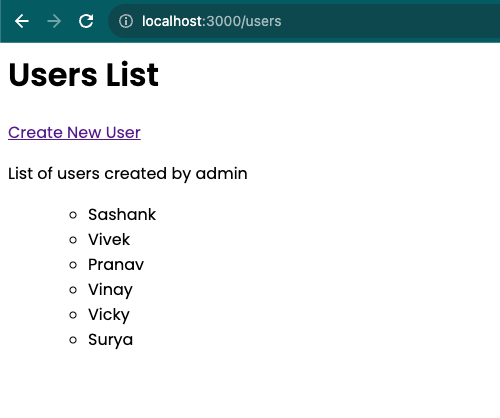 localhost:3000/users
Users List
Create New User
List of users created by admin
Sashank
Vivek
Pranav
Vinay
Vicky
Surya